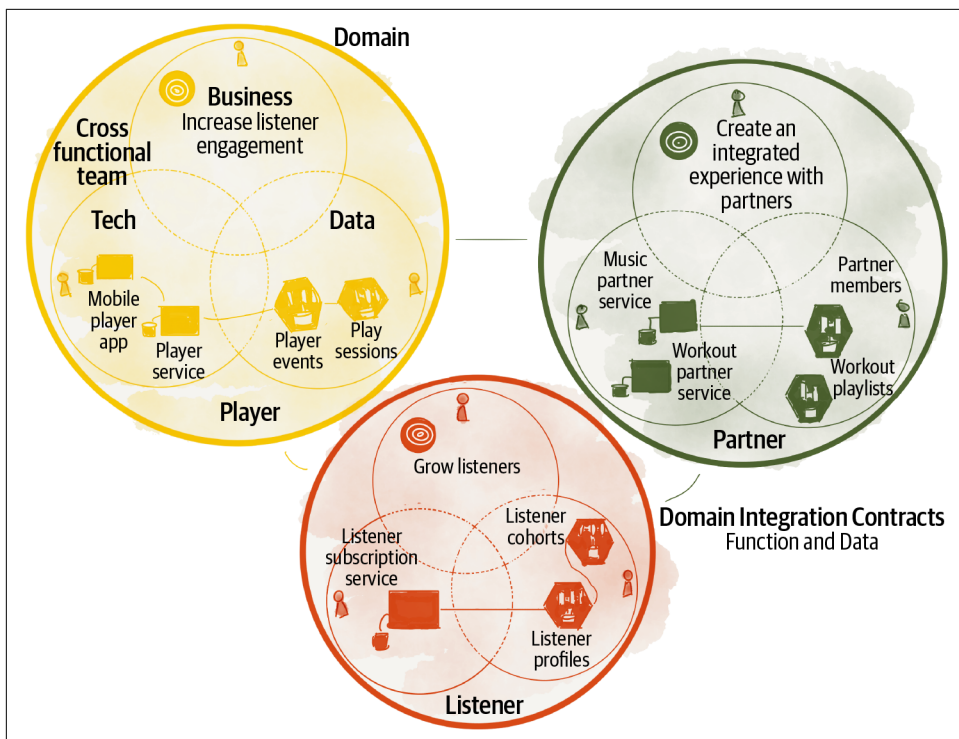 Domain
Business
Increase listener
engagement
Cross
functional
team
Tech
Data
Mobile
player
app
Player
service
Player
events
Play
sessions
Player
Create an
integrated
experience with
partners
Music
partner
service
Partner
members
Workout
partner
service
Workout
playlists
Partner
Grow listeners
Listener
subscription
service
Listener
cohorts
Listener
profiles
Listener
Domain Integration Contracts
Function and Data